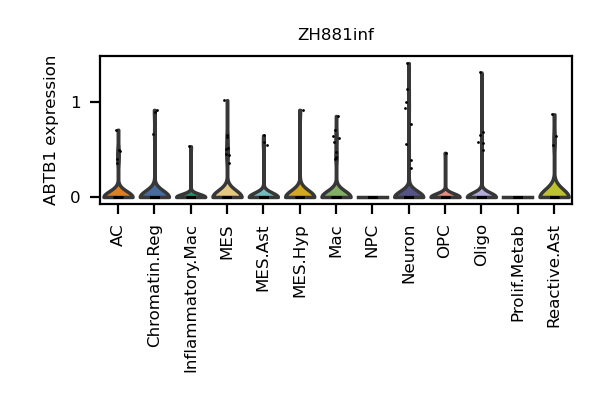 ZH881inf
ABTB1 expression
1
0
AC
Chromatin.Reg
Inflammatory.Mac
MES
MES.Ast
MES.Hyp
Mac
NPC
Neuron
OPC
Oligo
Prolif.Metab
Reactive.Ast